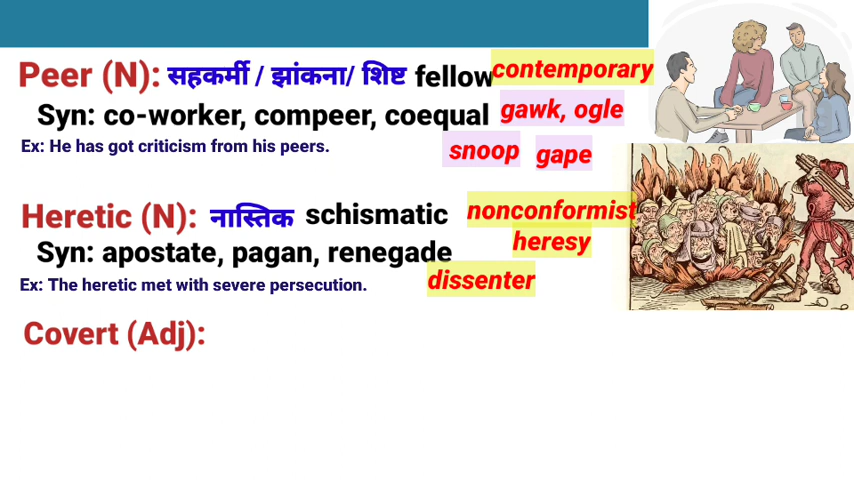 Peer (N): सहकर्मी / झांकना/ शिष्ट fellow contemporary
Syn: co-worker, compeer, coequal gawk, ogle
Ex: He has got criticism from his peers. snoop gape
Heretic (N): नास्तिक schismatic nonconformist
Syn: apostate, pagan, renegade heresy
Ex: The heretic met with severe persecution. dissenter
Covert (Adj):